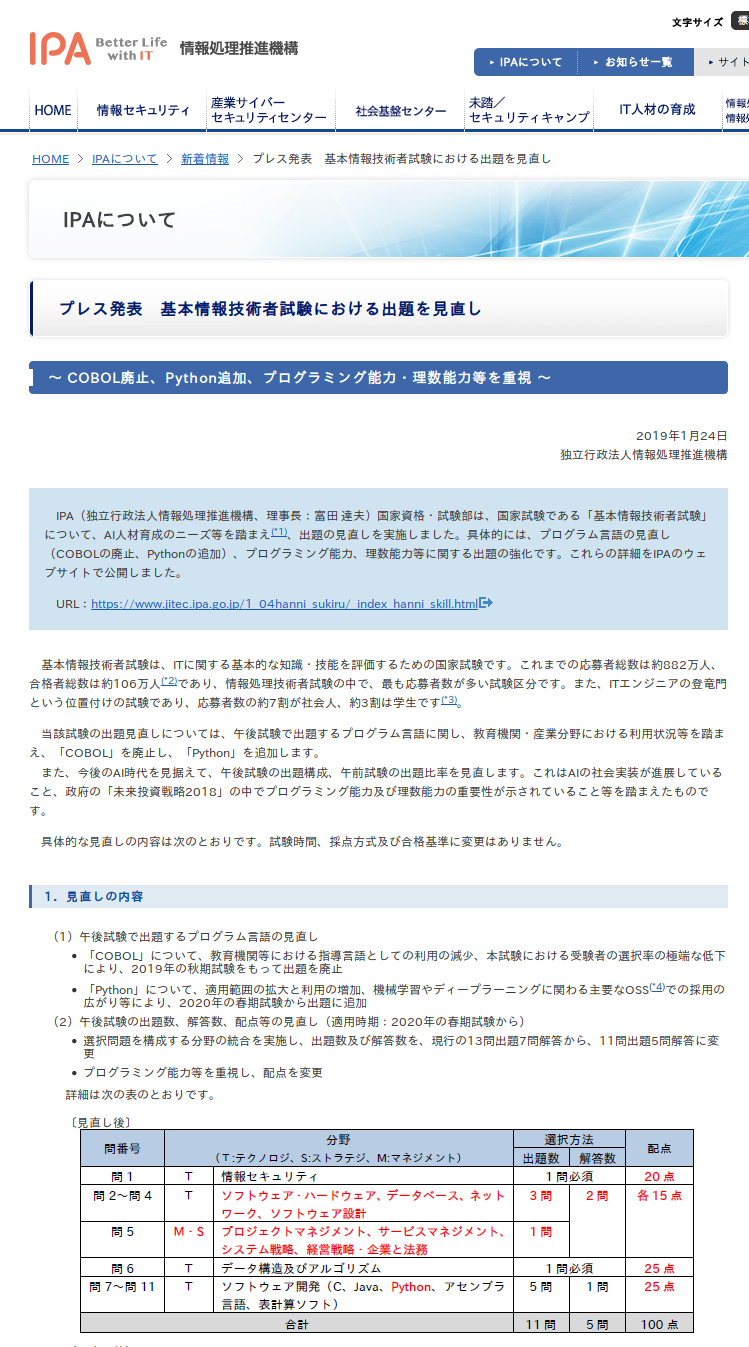 文字サイズ 標
IPA Better Life with IT 情報処理推進機構
IPAについて お知らせ一覧 サイト
HOME 情報セキュリティ 産業サイバーセキュリティセンター 社会基盤センター 未踏／セキュリティキャンプ IT人材の育成 情報処 情報処
HOME > IPAについて > 新着情報 > プレス発表　基本情報技術者試験における出題を見直し
IPAについて
プレス発表　基本情報技術者試験における出題を見直し
～ COBOL廃止、Python追加、プログラミング能力・理数能力等を重視 ～
2019年1月24日
独立行政法人情報処理推進機構
IPA（独立行政法人情報処理推進機構、理事長：富田 達夫）国家資格・試験部は、国家試験である「基本情報技術者試験」
について、AI人材育成のニーズ等を踏まえ(*1)、出題の見直しを実施しました。具体的には、プログラム言語の見直し
（COBOLの廃止、Pythonの追加）、プログラミング能力、理数能力等に関する出題の強化です。これらの詳細をIPAのウェ
ブサイトで公開しました。
URL：https://www.jitec.ipa.go.jp/1_04hanni_sukiru/_index_hanni_skill.html
基本情報技術者試験は、ITに関する基本的な知識・技能を評価するための国家試験です。これまでの応募者総数は約882万人、
合格者総数は約106万人(*2)であり、情報処理技術者試験の中で、最も応募者数が多い試験区分です。また、ITエンジニアの登竜門
という位置付けの試験であり、応募者数の約7割が社会人、約3割は学生です(*3)。
当該試験の出題見直しについては、午後試験で出題するプログラム言語に関し、教育機関・産業分野における利用状況等を踏ま
え、「COBOL」を廃止し、「Python」を追加します。
また、今後のAI時代を見据えて、午後試験の出題構成、午前試験の出題比率を見直します。これはAIの社会実装が進展している
こと、政府の「未来投資戦略2018」の中でプログラミング能力及び理数能力の重要性が示されていること等を踏まえたもので
す。
具体的な見直しの内容は次のとおりです。試験時間、採点方式及び合格基準に変更はありません。
1．見直しの内容
（1）午後試験で出題するプログラム言語の見直し
• 「COBOL」について、教育機関等における指導言語としての利用の減少、本試験における受験者の選択率の極端な低下
により、2019年の秋期試験をもって出題を廃止
• 「Python」について、適用範囲の拡大と利用の増加、機械学習やディープラーニングに関わる主要なOSS(*4)での採用の
広がり等により、2020年の春期試験から出題に追加
（2）午後試験の出題数、解答数、配点等の見直し（適用時期：2020年の春期試験から）
• 選択問題を構成する分野の統合を実施し、出題数及び解答数を、現行の13問出題7問解答から、11問出題5問解答に変
更
• プログラミング能力等を重視し、配点を変更
詳細は次の表のとおりです。
〔見直し後〕
問番号 分野 選択方法 配点
（T:テクノロジ、S:ストラテジ、M:マネジメント） 出題数 解答数
問 1 T 情報セキュリティ 1 問必須 20 点
問 2～問 4 T ソフトウェア・ハードウェア、データベース、ネット 3 問 2 問 各 15 点
ワーク、ソフトウェア設計
問 5 M・S プロジェクトマネジメント、サービスマネジメント、 1 問
システム戦略、経営戦略・企業と法務
問 6 T データ構造及びアルゴリズム 1 問必須 25 点
問 7～問 11 T ソフトウェア開発（C、Java、Python、アセンブラ 5 問 1 問 25 点
言語、表計算ソフト）
合計 11 問 5 問 100 点